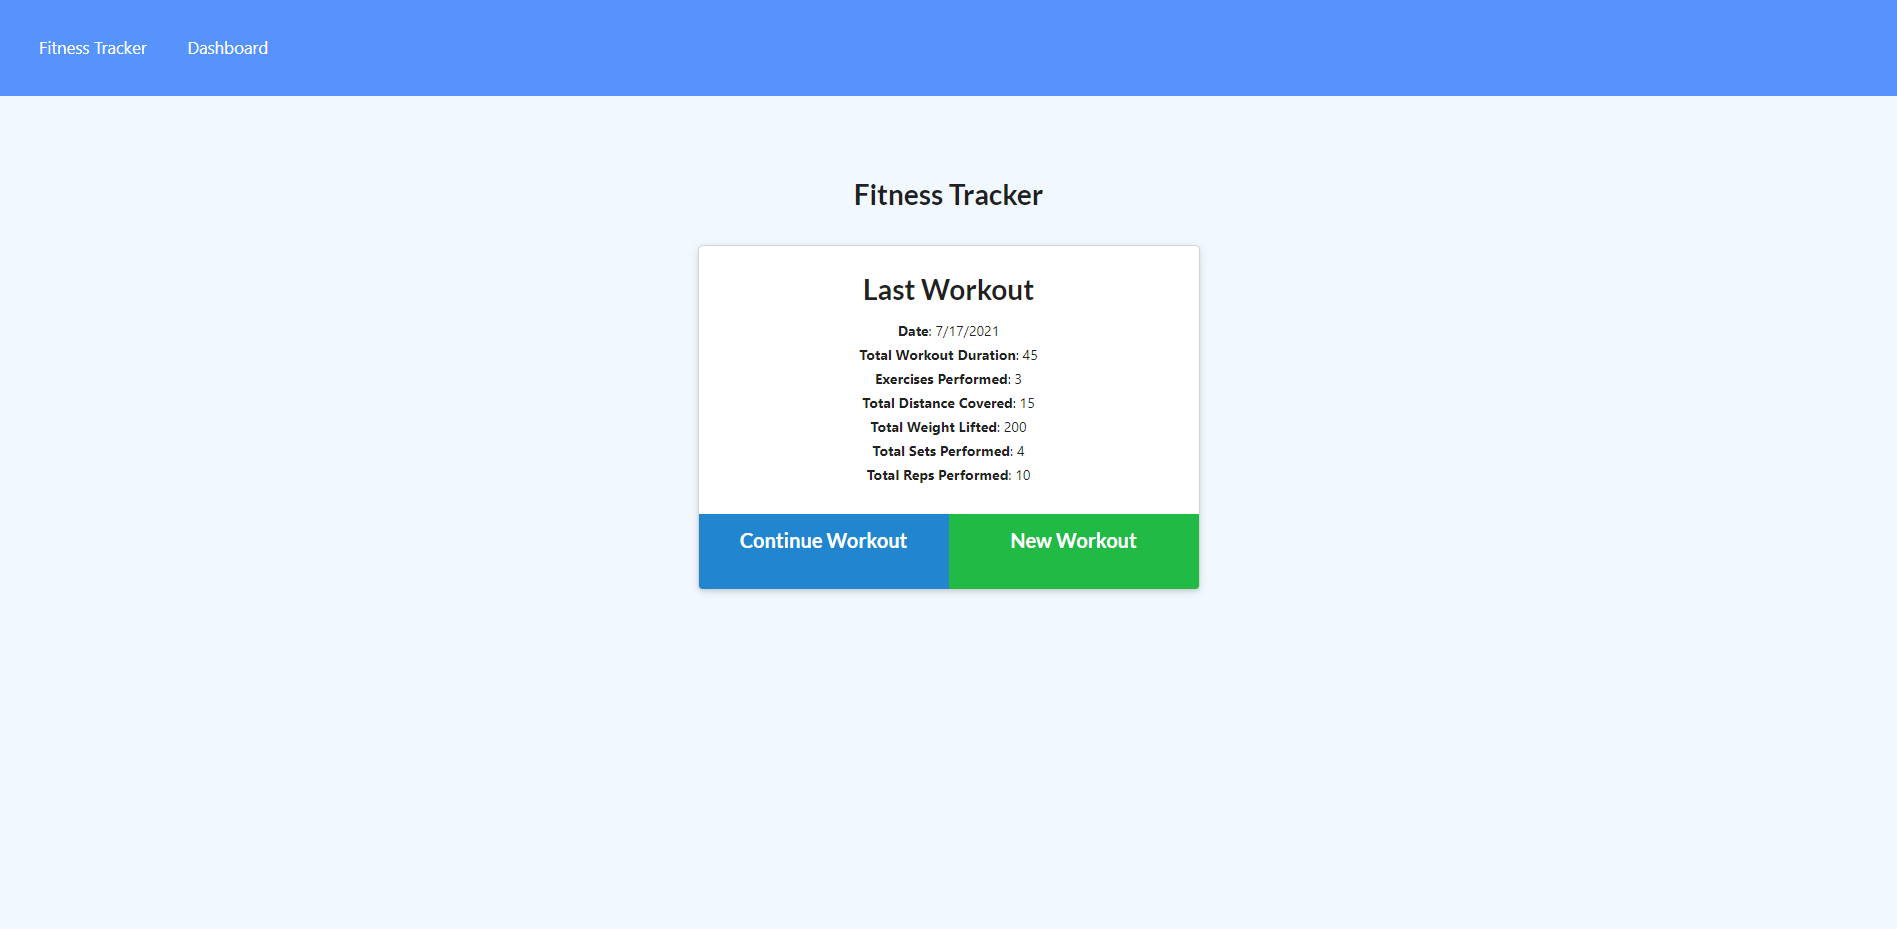 Fitness Tracker Dashboard
Fitness Tracker
Last Workout
Date: 7/17/2021
Total Workout Duration: 45
Exercises Performed: 3
Total Distance Covered: 15
Total Weight Lifted: 200
Total Sets Performed: 4
Total Reps Performed: 10
Continue Workout New Workout